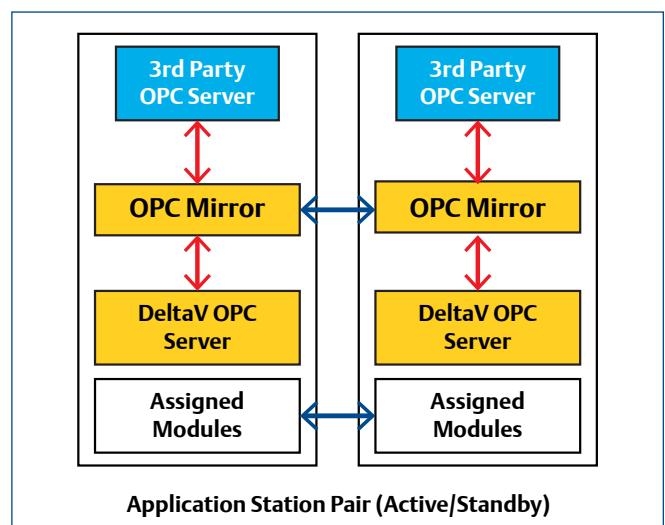 3rd Party
OPC Server
OPC Mirror
DeltaV OPC
Server
Assigned
Modules
3rd Party
OPC Server
OPC Mirror
DeltaV OPC
Server
Assigned
Modules
Application Station Pair (Active/Standby)